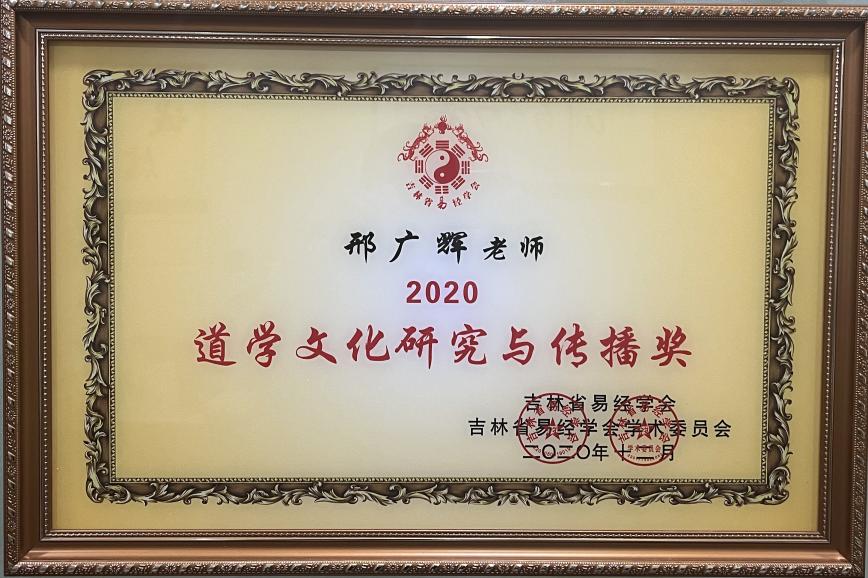 吉林省易经学会
邢广辉老师
2020
道学文化研究与传播奖
吉林省易经学会
吉林省易经学会学术委员会
二〇二〇年十二月